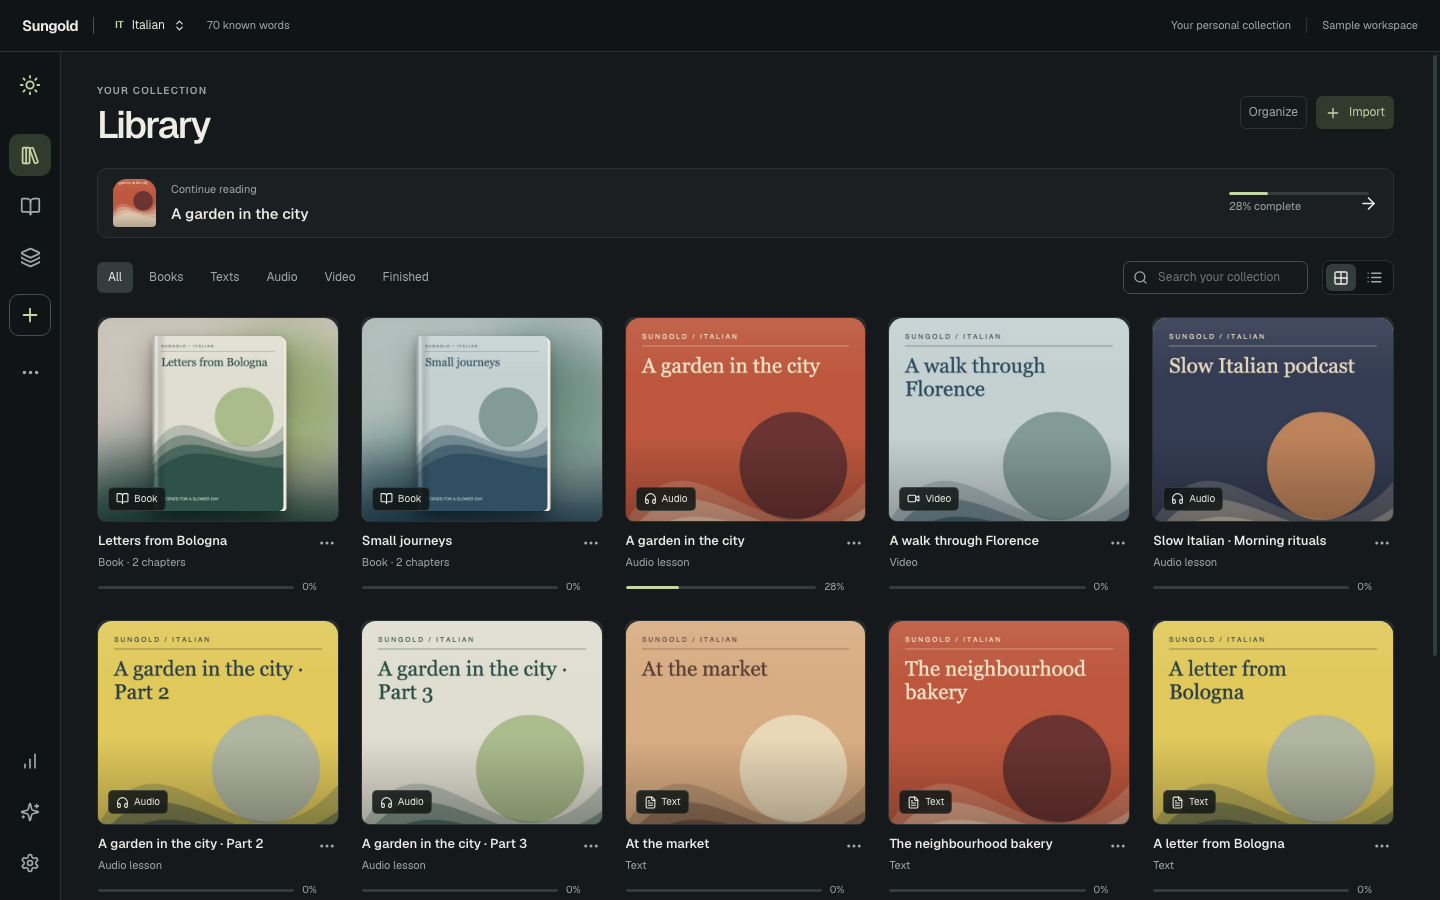 Sungold
IT Italian
70 known words
Your personal collection
Sample workspace
YOUR COLLECTION
Library
Organize
Import
Continue reading
A garden in the city
28% complete
All
Books
Texts
Audio
Video
Finished
Search your collection
SUNGOLD / ITALIAN
Letters from Bologna
Book
Letters from Bologna
Book · 2 chapters
0%
SUNGOLD / ITALIAN
Small journeys
Book
Small journeys
Book · 2 chapters
0%
SUNGOLD / ITALIAN
A garden in the city
Audio
A garden in the city
Audio lesson
28%
SUNGOLD / ITALIAN
A walk through
Florence
Video
A walk through Florence
Video
0%
SUNGOLD / ITALIAN
Slow Italian podcast
Audio
Slow Italian · Morning rituals
Audio lesson
0%
SUNGOLD / ITALIAN
A garden in the city ·
Part 2
Audio
A garden in the city · Part 2
Audio lesson
0%
SUNGOLD / ITALIAN
A garden in the city ·
Part 3
Audio
A garden in the city · Part 3
Audio lesson
0%
SUNGOLD / ITALIAN
At the market
Text
At the market
Text
0%
SUNGOLD / ITALIAN
The neighbourhood
bakery
Text
The neighbourhood bakery
Text
0%
SUNGOLD / ITALIAN
A letter from
Bologna
Text
A letter from Bologna
Text
0%